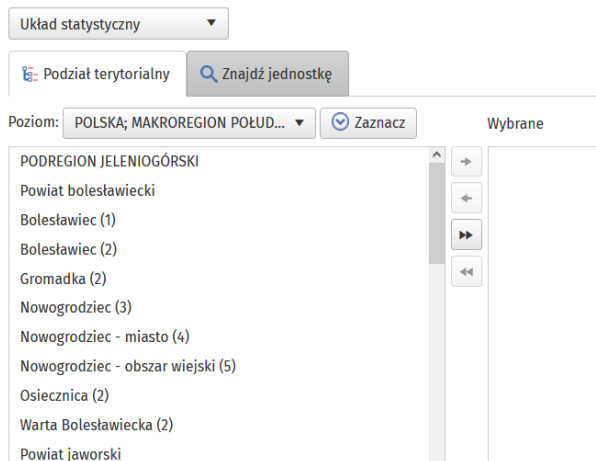 Układ statystyczny
Podział terytorialny
Znajdź jednostkę
Poziom: POLSKA; MAKROREGION POŁUD... Zaznacz
Wybrane
PODREGION JELENIOGÓRSKI
Powiat bolesławiecki
Bolesławiec (1)
Bolesławiec (2)
Gromadka (2)
Nowogrodziec (3)
Nowogrodziec - miasto (4)
Nowogrodziec - obszar wiejski (5)
Osiecznica (2)
Warta Bolesławiecka (2)
Powiat jaworski